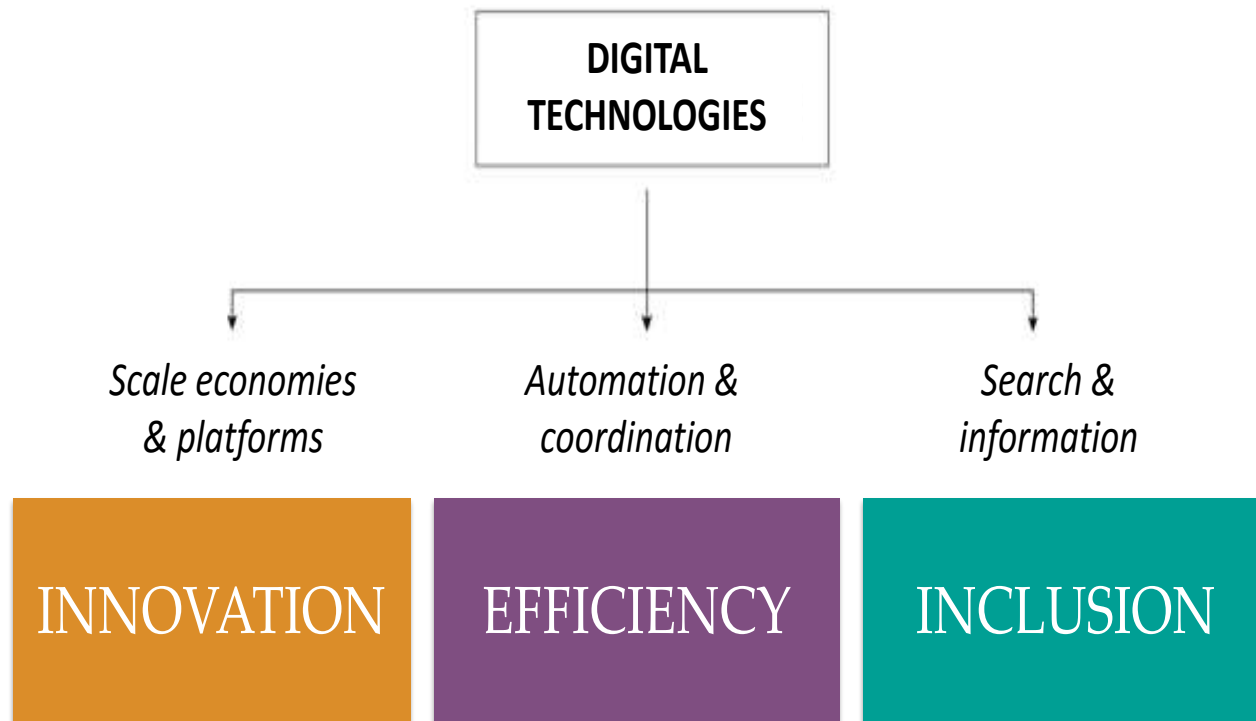 DIGITAL
TECHNOLOGIES
Scale economies
& platforms
Automation &
coordination
Search &
information
INNOVATION
EFFICIENCY
INCLUSION